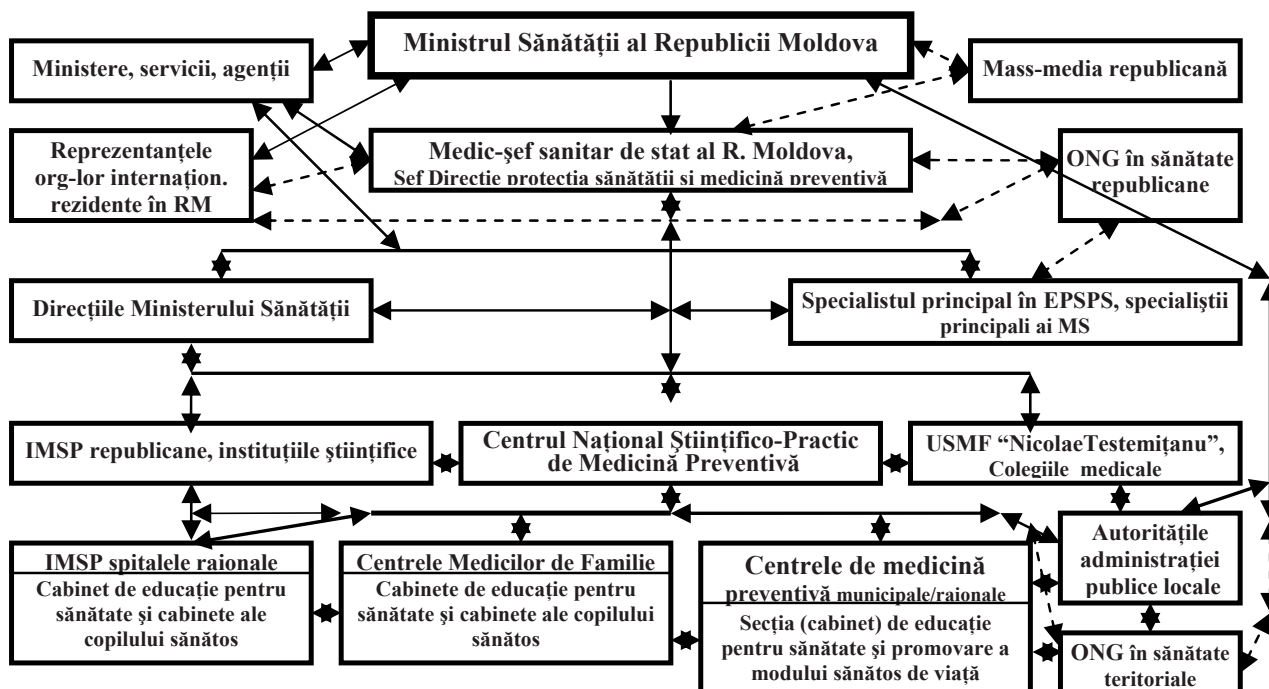 Ministrul Sănătăţii al Republicii Moldova
Ministere, servicii, agenţii
Mass-media republicană
Reprezentanţele
org-lor internaţion.
rezidente în RM
Medic-şef sanitar de stat al R. Moldova,
Şef Direcţie protecţia sănătăţii şi medicină preventivă
ONG în sănătate
republicane
Direcţiile Ministerului Sănătăţii
Specialistul principal în EPSPS, specialiştii
principali ai MS
IMSP republicane, instituţiile ştiinţifice
Centrul Naţional Ştiinţifico-Practic
de Medicină Preventivă
USMF “NicolaeTestemiţanu”,
Colegiile medicale
IMSP spitalele raionale
Cabinet de educaţie pentru
sănătate şi cabinete ale
copilului sănătos
Centrele Medicilor de Familie
Cabinete de educaţie pentru
sănătate şi cabinete ale copilului
sănătos
Centrele de medicină
preventivă municipale/raionale
Secţia (cabinet) de educaţie
pentru sănătate şi promovare a
modului sănătos de viaţă
Autorităţile
administraţiei
publice locale
ONG în sănătate
teritoriale